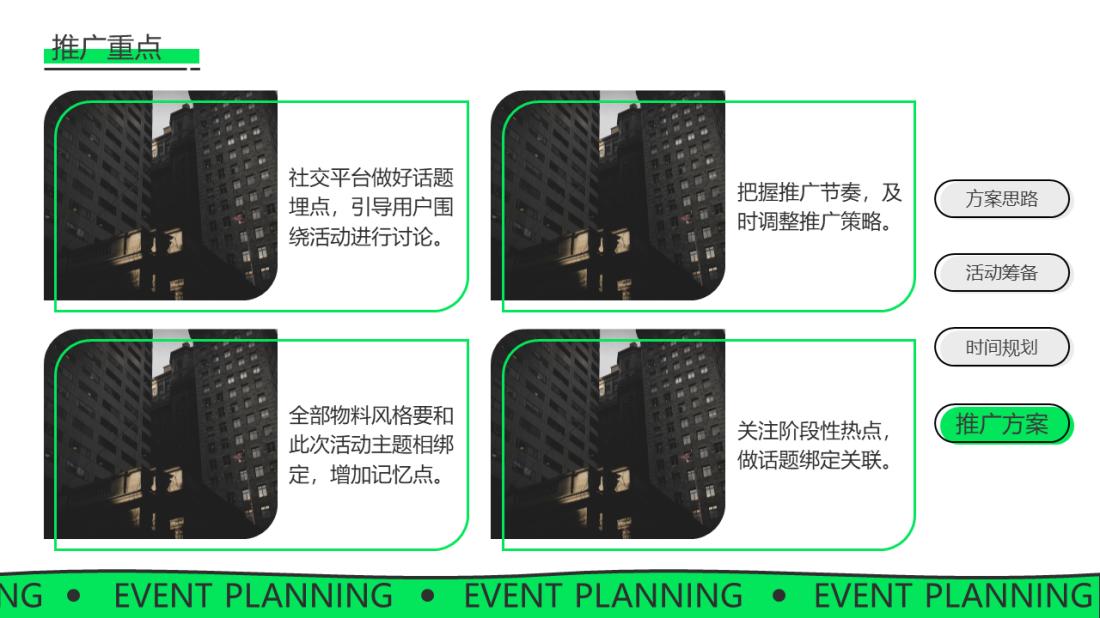 推广重点
社交平台做好话题
埋点，引导用户围
绕活动进行讨论。
把握推广节奏，及
时调整推广策略。
全部物料风格要和
此次活动主题相绑
定，增加记忆点。
关注阶段性热点，
做话题绑定关联。
方案思路
活动筹备
时间规划
推广方案
NG • EVENT PLANNING • EVENT PLANNING • EVENT PLANNING